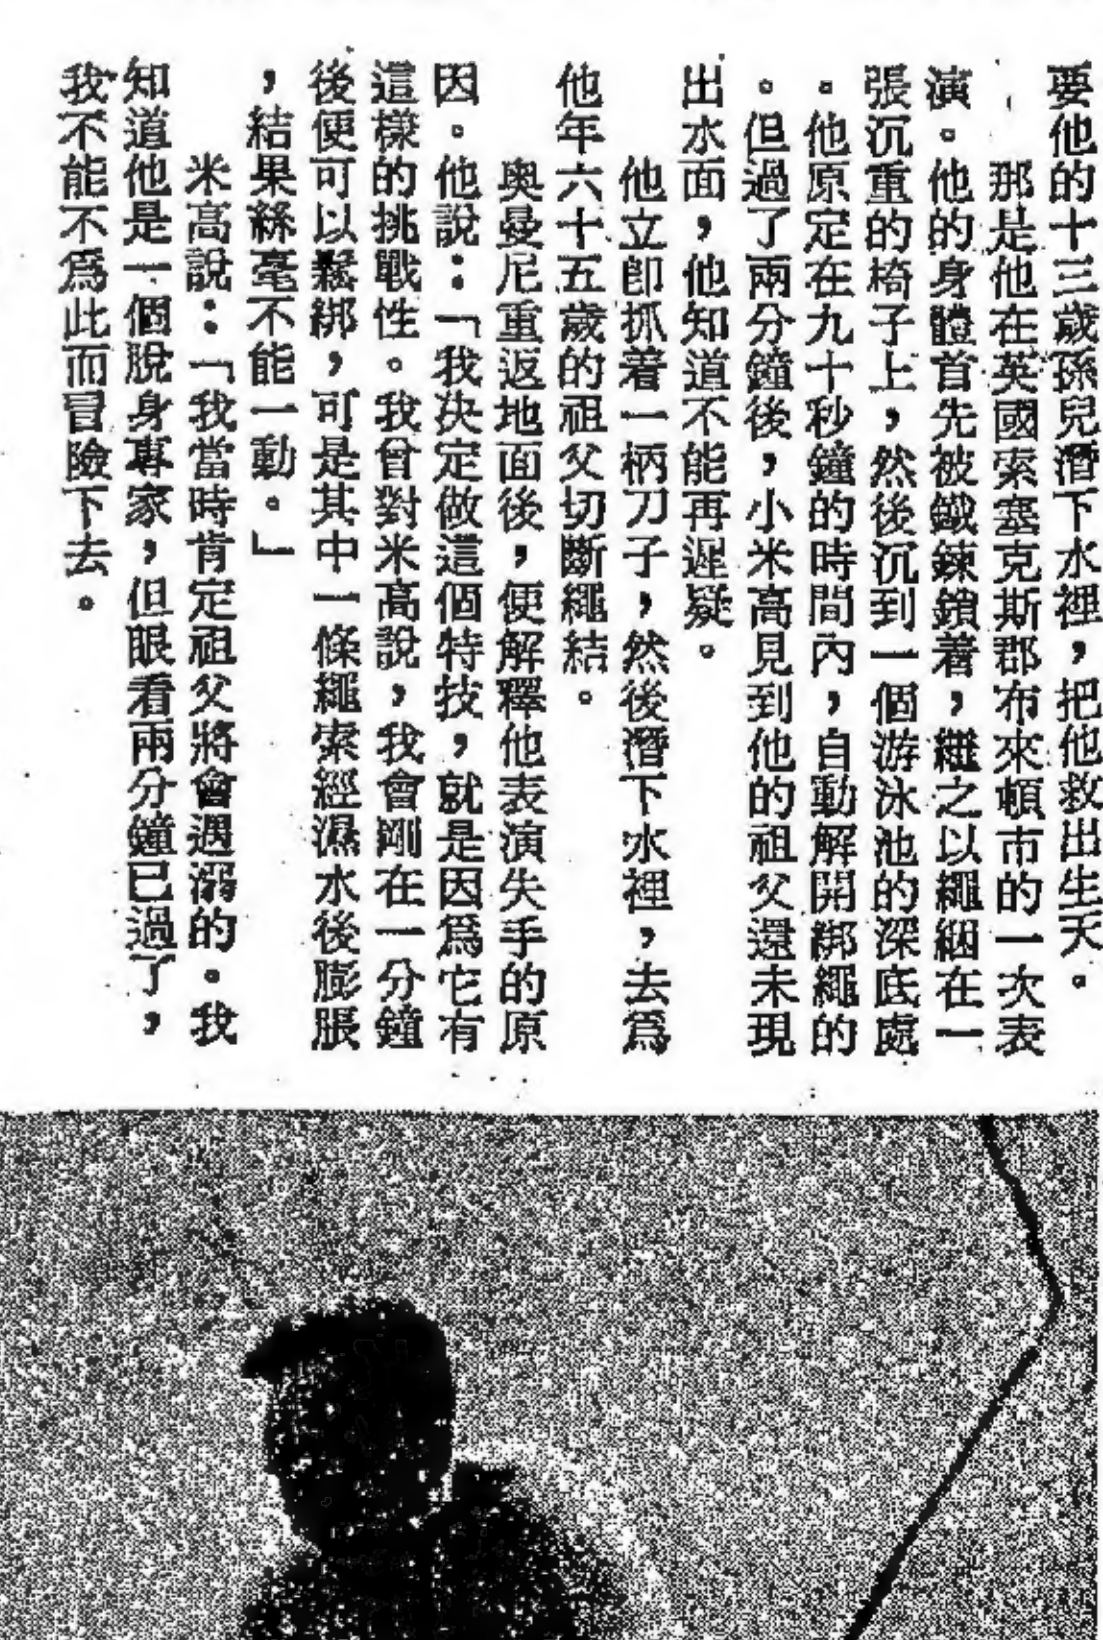 要他的十三歲孫兒潛下水裡，把他救出生天。
那是他在英國索塞克斯郡布來頓市的一次表
演。他的身體首先被鐵鍊鎖着，繼之以繩綑在一
張沉重的椅子上，然後沉到一個游泳池的深底處
。他原定在九十秒鐘的時間內，自動解開綁繩的
。但過了兩分鐘後，小米高見到他的祖父還未現
出水面，他知道不能再遲疑。
他立卽抓着一柄刀子，然後潛下水裡，去爲
他年六十五歲的祖父切斷繩結。
奧曼尼重返地面後，便解釋他表演失手的原
因。他說：「我決定做這個特技，就是因爲它有
這樣的挑戰性。我曾對米高說，我會剛在一分鐘
後便可以鬆綁，可是其中一條繩索經濕水後膨脹
，結果絲毫不能一動。」
米高說：「我當時肯定祖父將會遇溺的。我
知道他是一個脫身專家，但眼看兩分鐘已過了，
我不能不爲此而冒險下去。